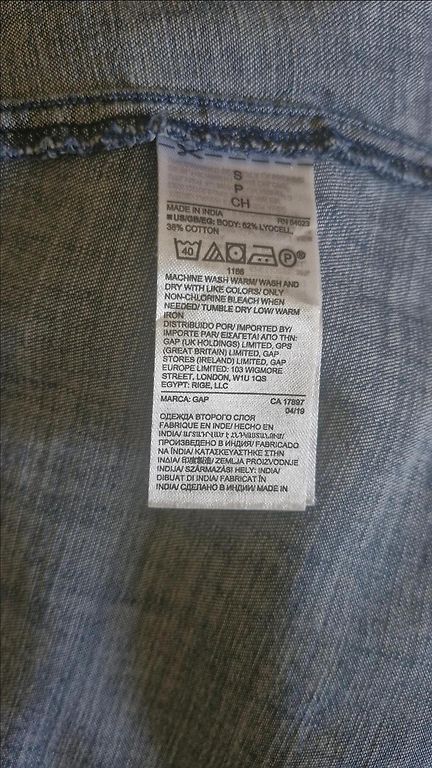 S
P
CH
MADE IN INDIA RN 54023
■ US/GB/EG: BODY: 62% LYOCELL,
38% COTTON
40 P
1186
MACHINE WASH WARM/ WASH AND
DRY WITH LIKE COLORS/ ONLY
NON-CHLORINE BLEACH WHEN
NEEDED/ TUMBLE DRY LOW/ WARM
IRON
DISTRIBUIDO POR/ IMPORTED BY/
IMPORTE PAR/ ΕΙΣΑΓΕΤΑΙ ΑΠΟ ΤΗΝ:
GAP (UK HOLDINGS) LIMITED, GPS
(GREAT BRITAIN) LIMITED, GAP
STORES (IRELAND) LIMITED, GAP
EUROPE LIMITED: 103 WIGMORE
STREET, LONDON, W1U 1QS
EGYPT: RIGE, LLC
MARCA: GAP CA 17897
04/19
ОДЕЖДА ВТОРОГО СЛОЯ
FABRIQUE EN INDE/ HECHO EN
INDIA/
ПРОИЗВЕДЕНО В ИНДИЯ/ FABRICADO
NA ÍNDIA/ ΚΑΤΑΣΚΕΥΑΣΤΗΚΕ ΣΤΗΝ
ΙΝΔΙΑ/ ZEMLJA PROIZVODNJE
INDIJA/ SZÁRMAZÁSI HELY: INDIA/
DIBUAT DI INDIA/ FABRICAT ÎN
INDIA/ СДЕЛАНО В ИНДИИ/ MADE IN